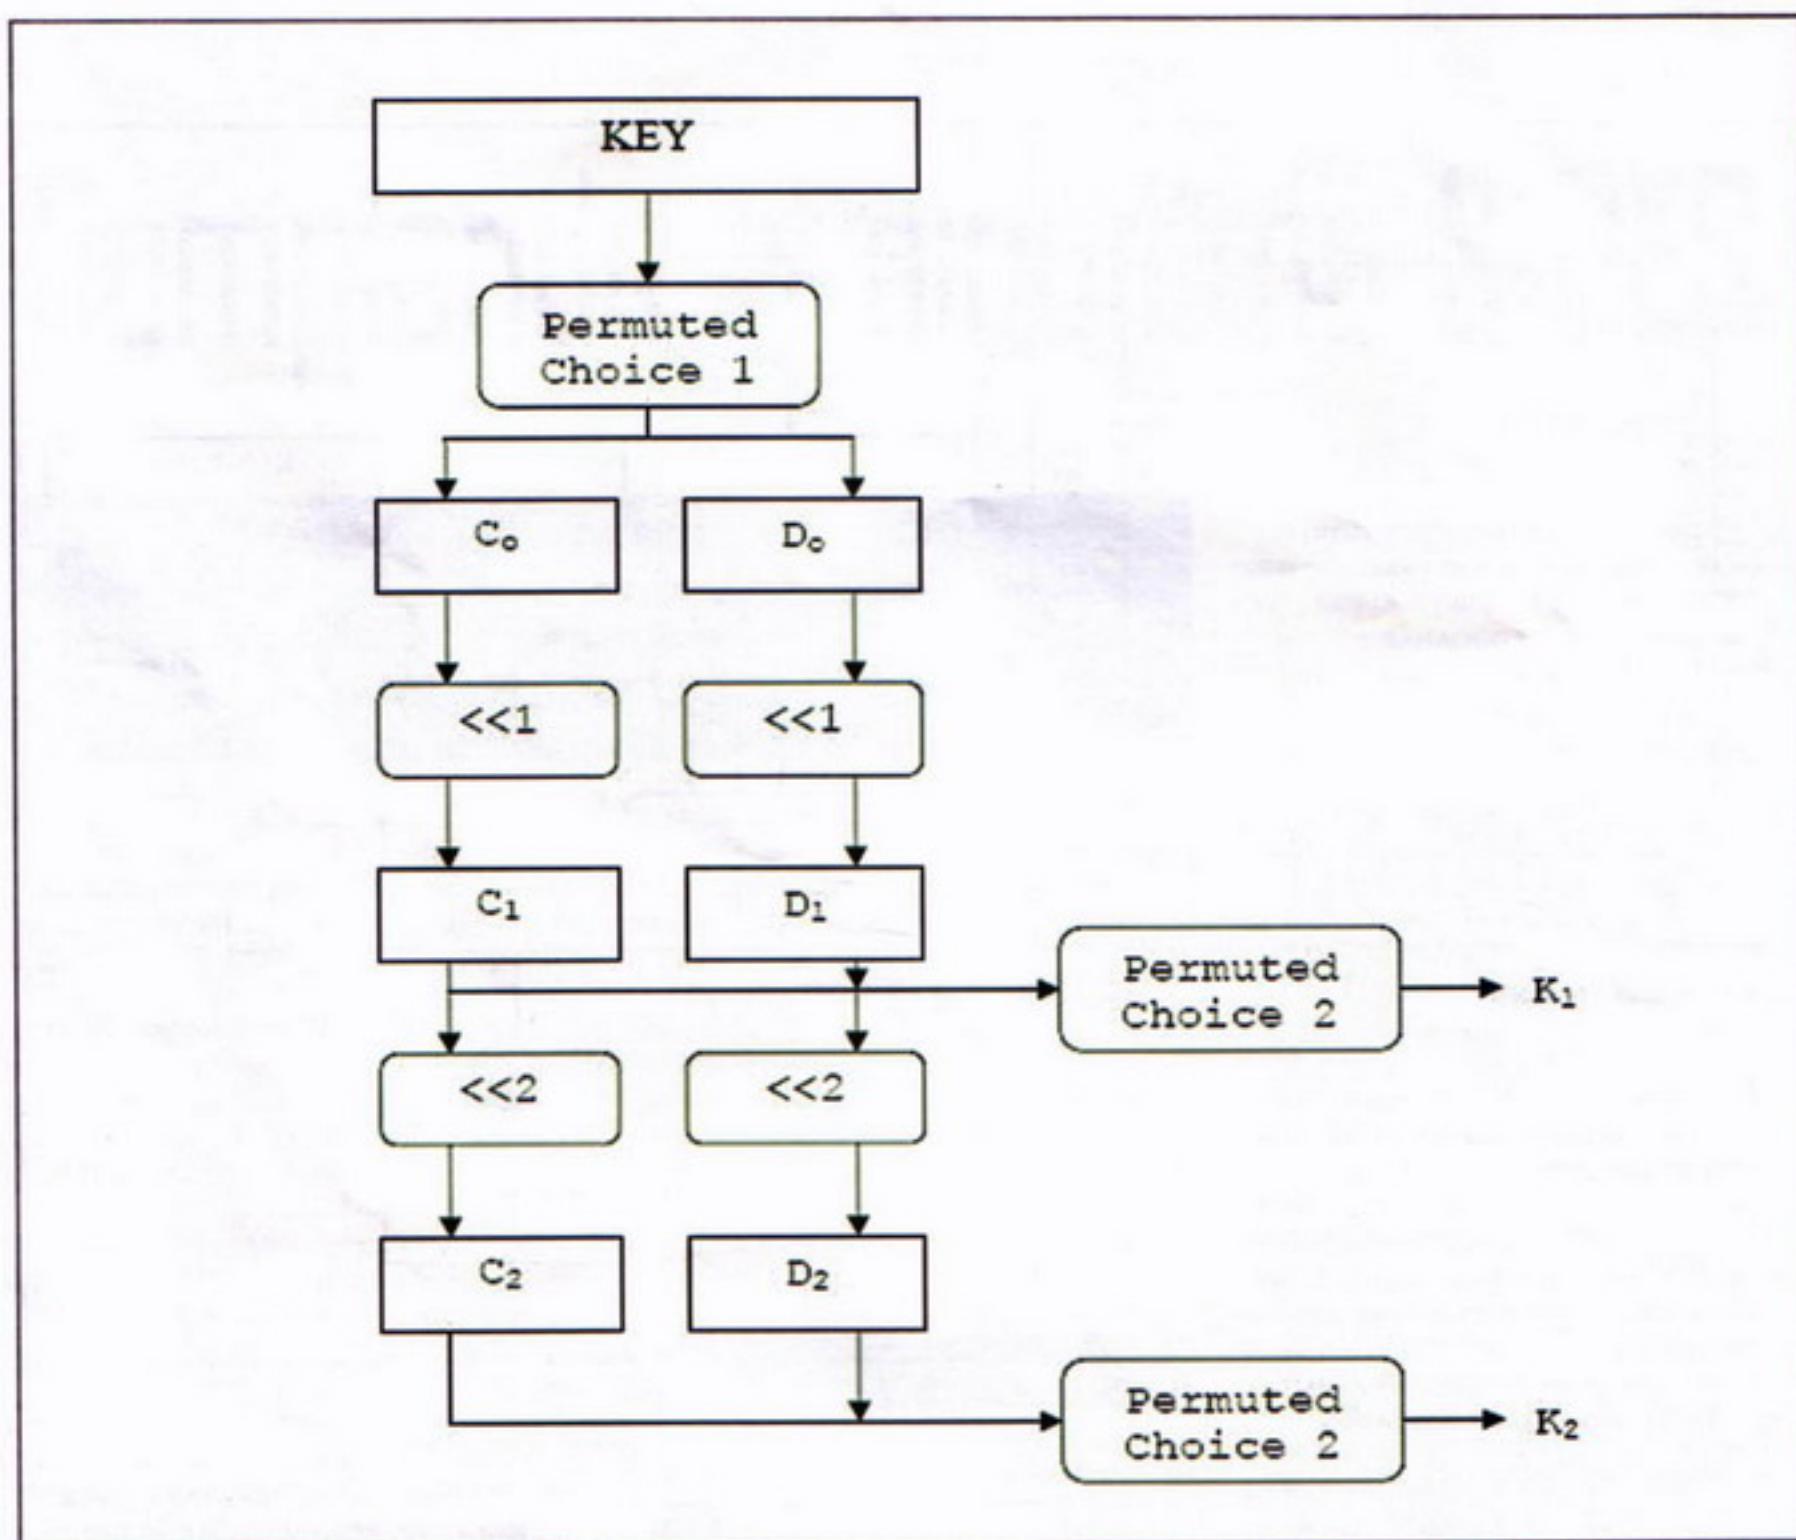 KEY
Permuted
Choice 1
C₀ D₀
<<1 <<1
C₁ D₁
Permuted
Choice 2
K₁
<<2 <<2
C₂ D₂
Permuted
Choice 2
K₂